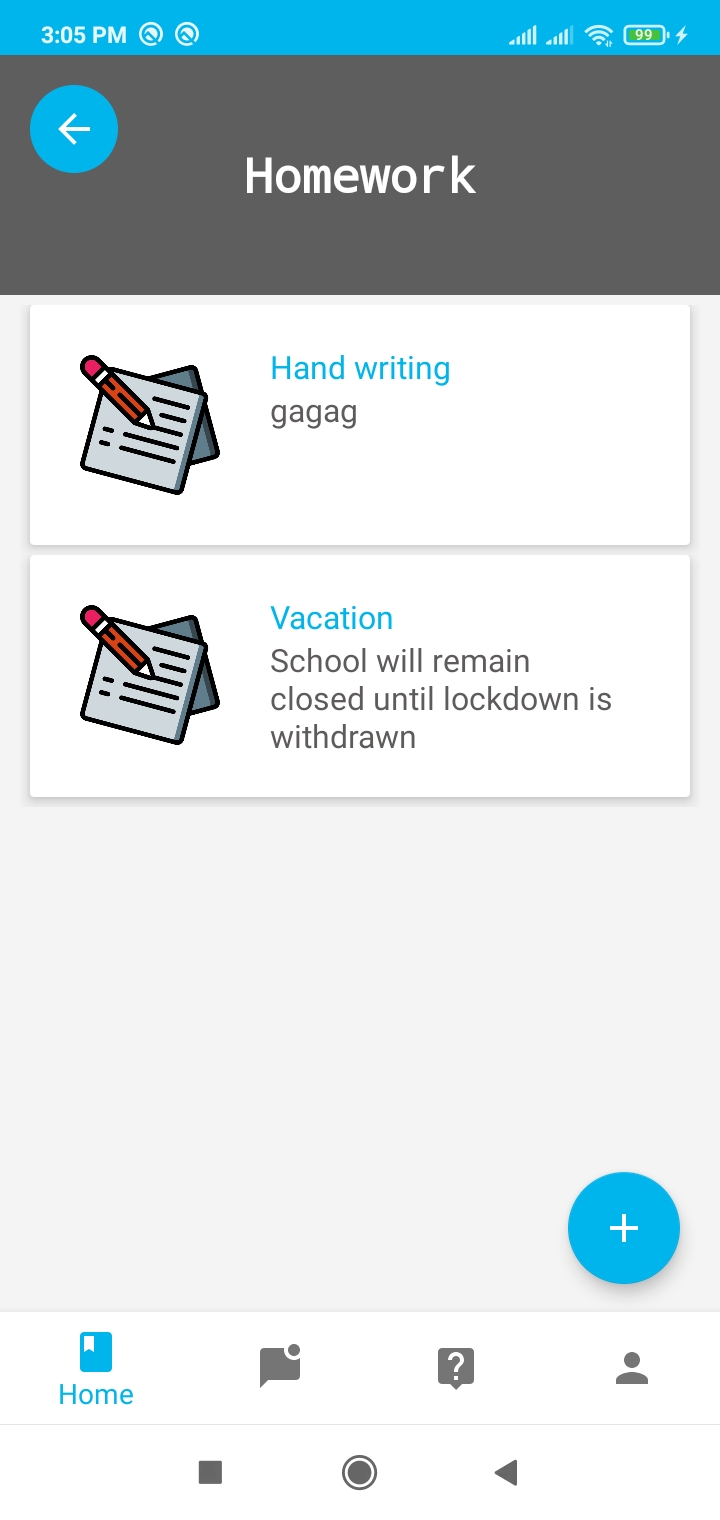 3:05 PM
99
Homework
Hand writing
gagag
Vacation
School will remain
closed until lockdown is
withdrawn
Home